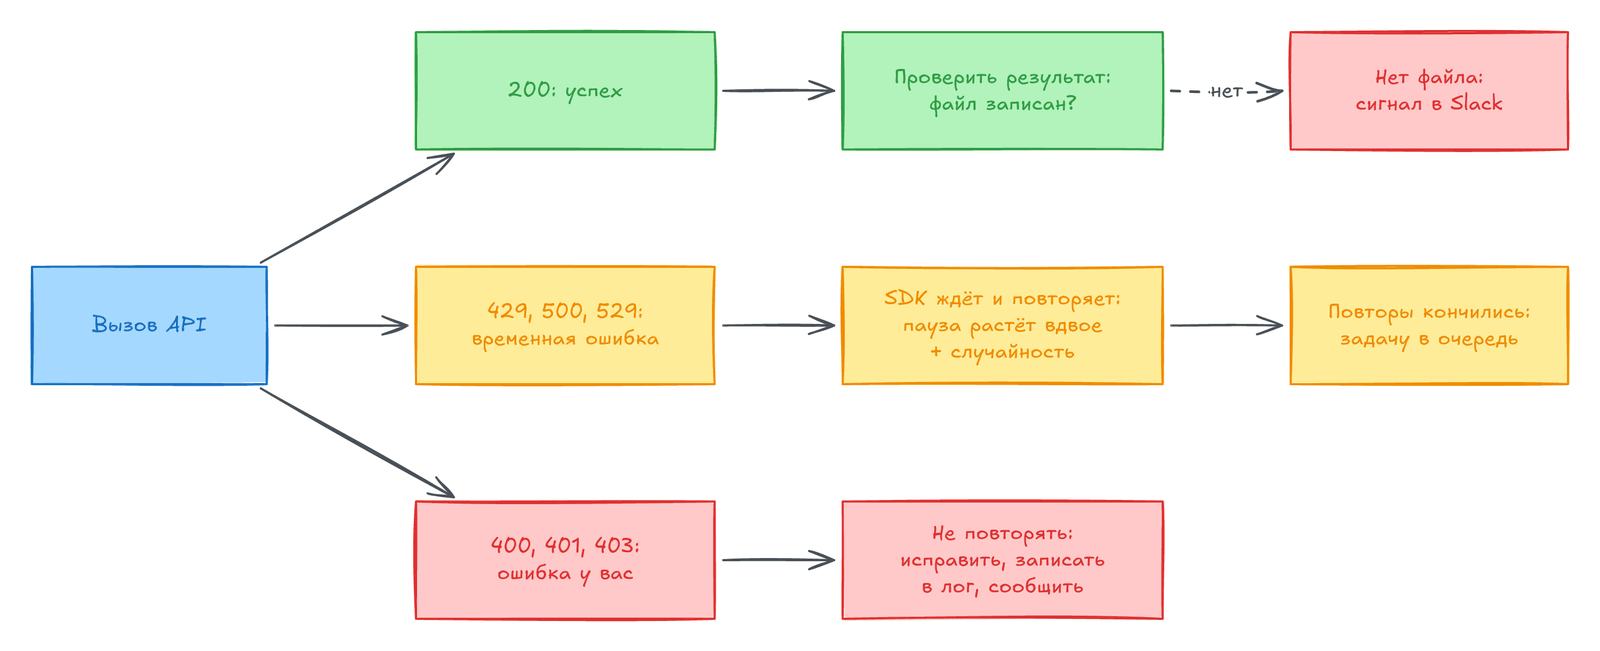 200: успех
Проверить результат:
файл записан?
нет
Нет файла:
сигнал в Slack
Вызов API
429, 500, 529:
временная ошибка
SDK ждёт и повторяет:
пауза растёт вдвое
+ случайность
Повторы кончились:
задачу в очередь
400, 401, 403:
ошибка у вас
Не повторять:
исправить, записать
в лог, сообщить